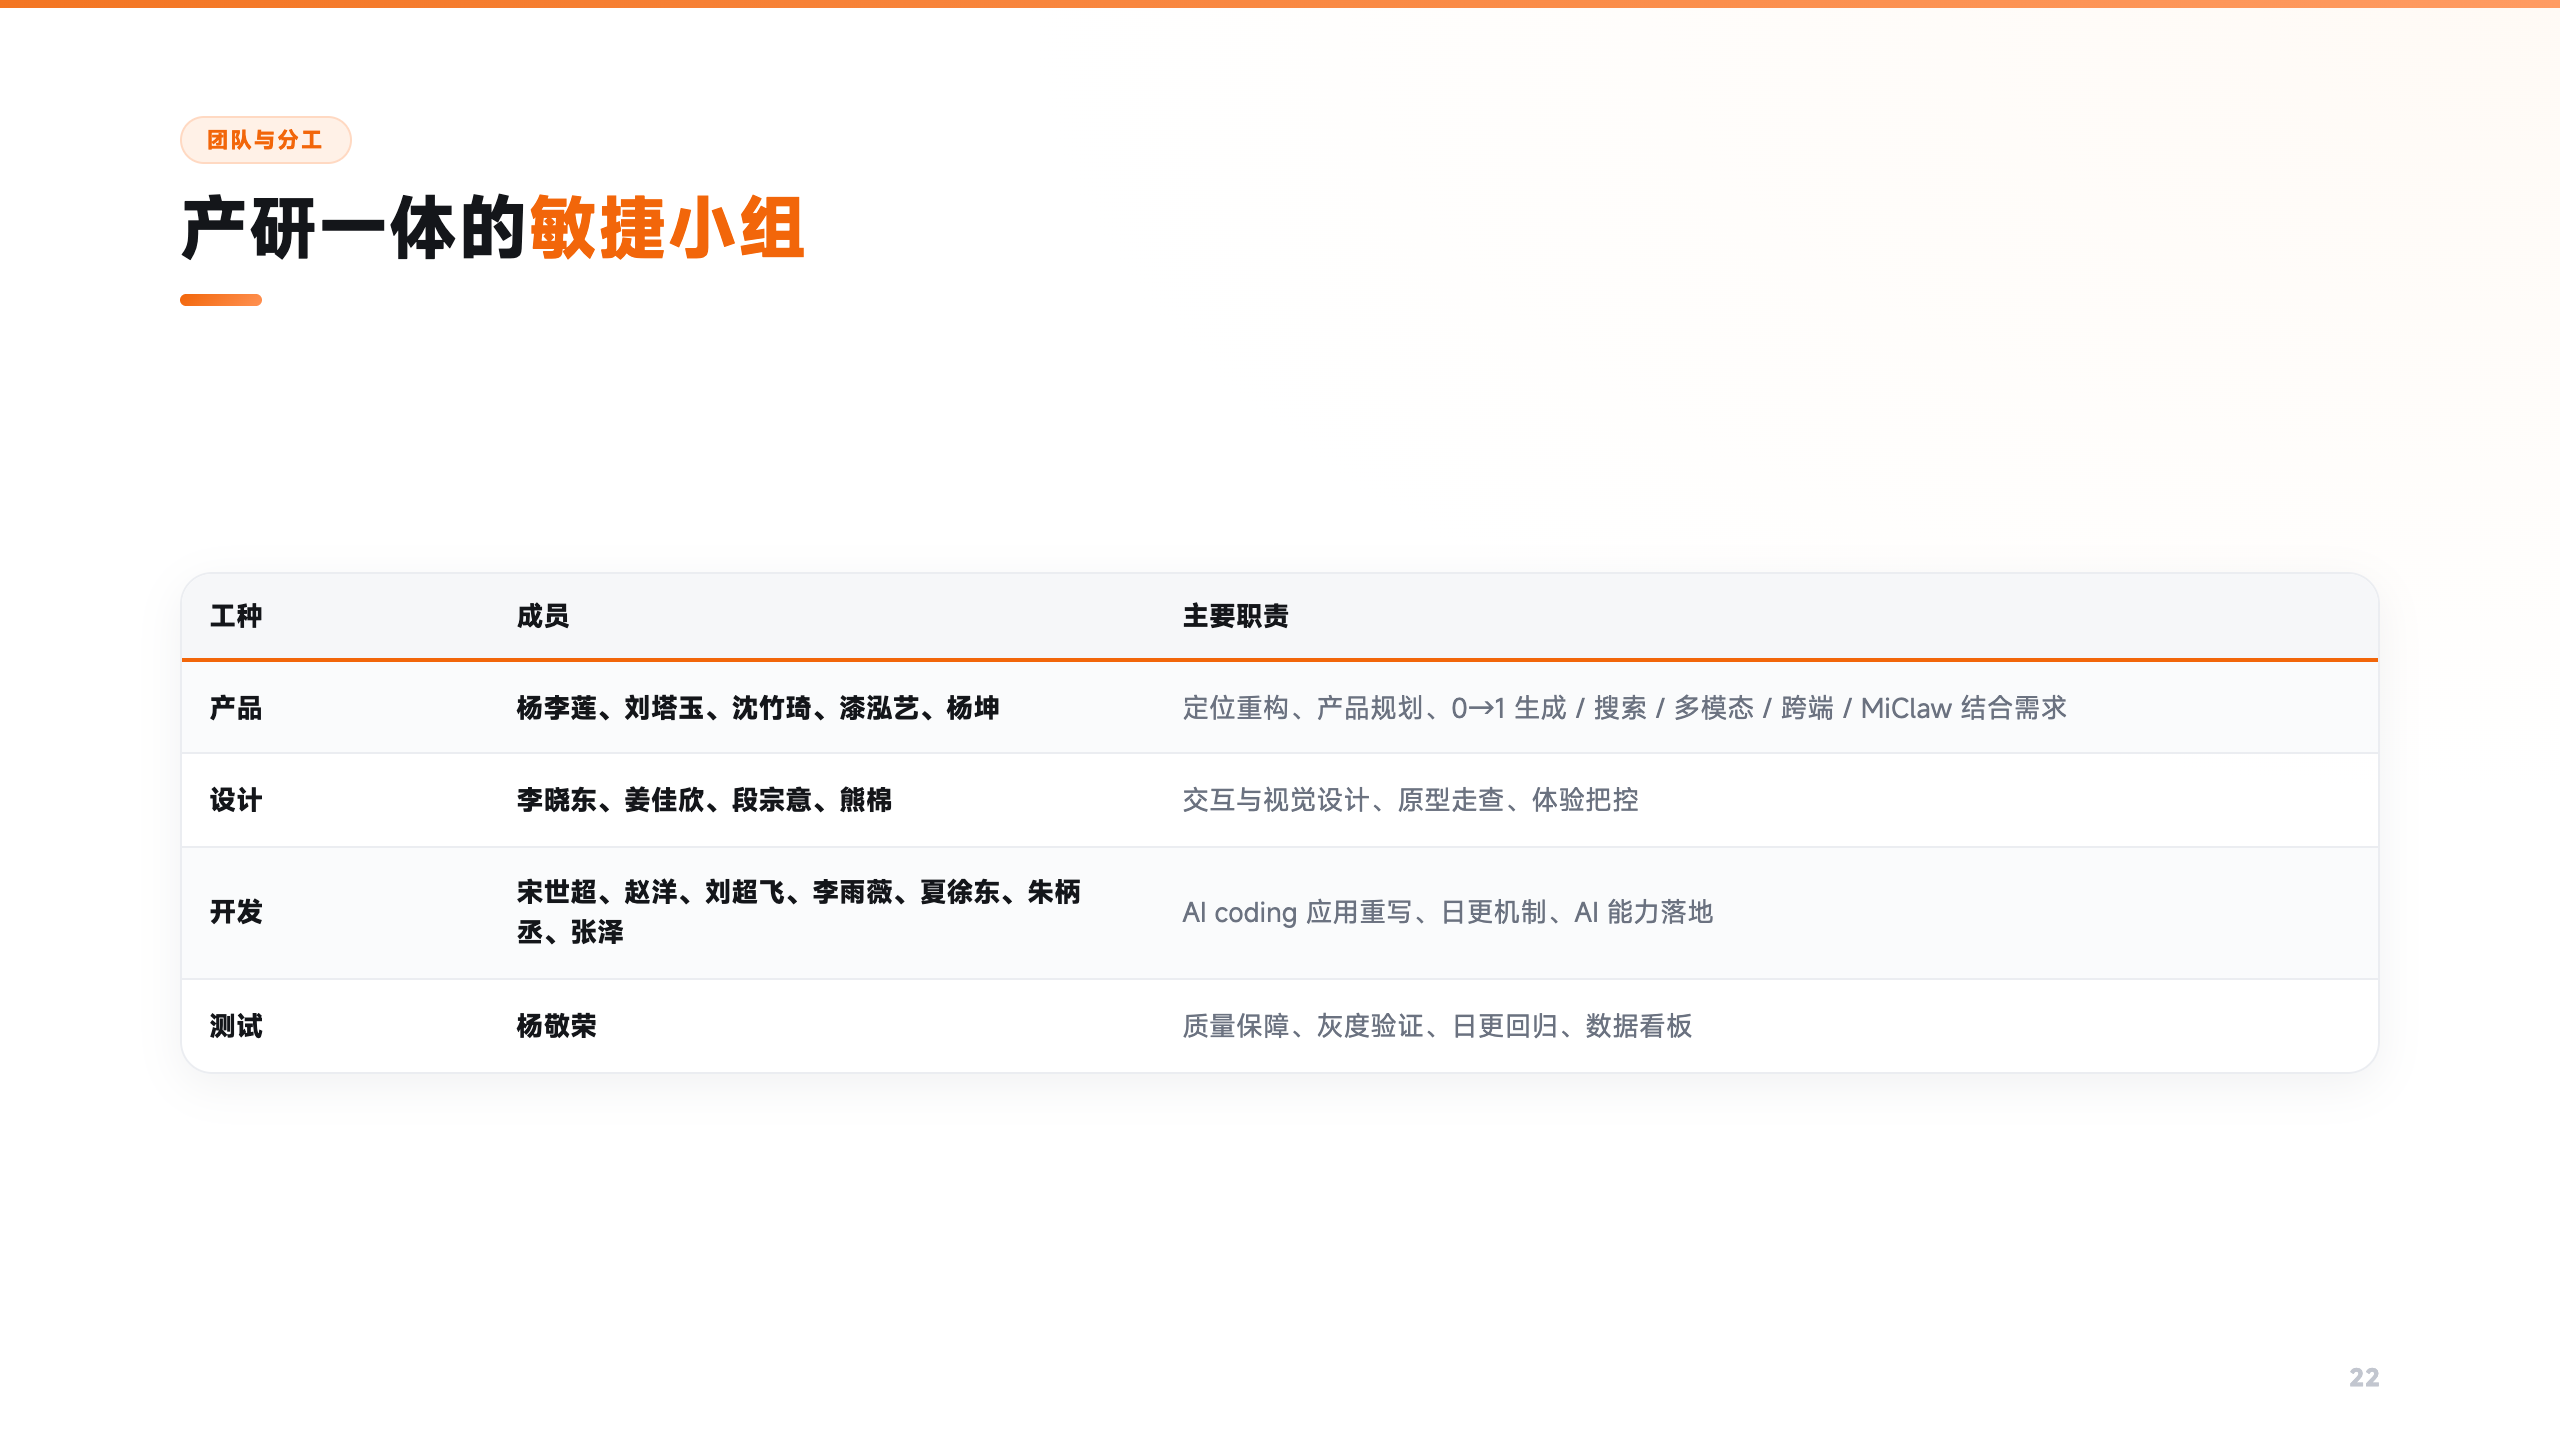 团队与分工
产研一体的敏捷小组
工种 成员 主要职责
产品 杨李莲、刘塔玉、沈竹琦、漆泓艺、杨坤 定位重构、产品规划、0→1 生成 / 搜索 / 多模态 / 跨端 / MiClaw 结合需求
设计 李晓东、姜佳欣、段宗意、熊棉 交互与视觉设计、原型走查、体验把控
开发 宋世超、赵洋、刘超飞、李雨薇、夏徐东、朱柄
丞、张泽 AI coding 应用重写、日更机制、AI 能力落地
测试 杨敬荣 质量保障、灰度验证、日更回归、数据看板
22